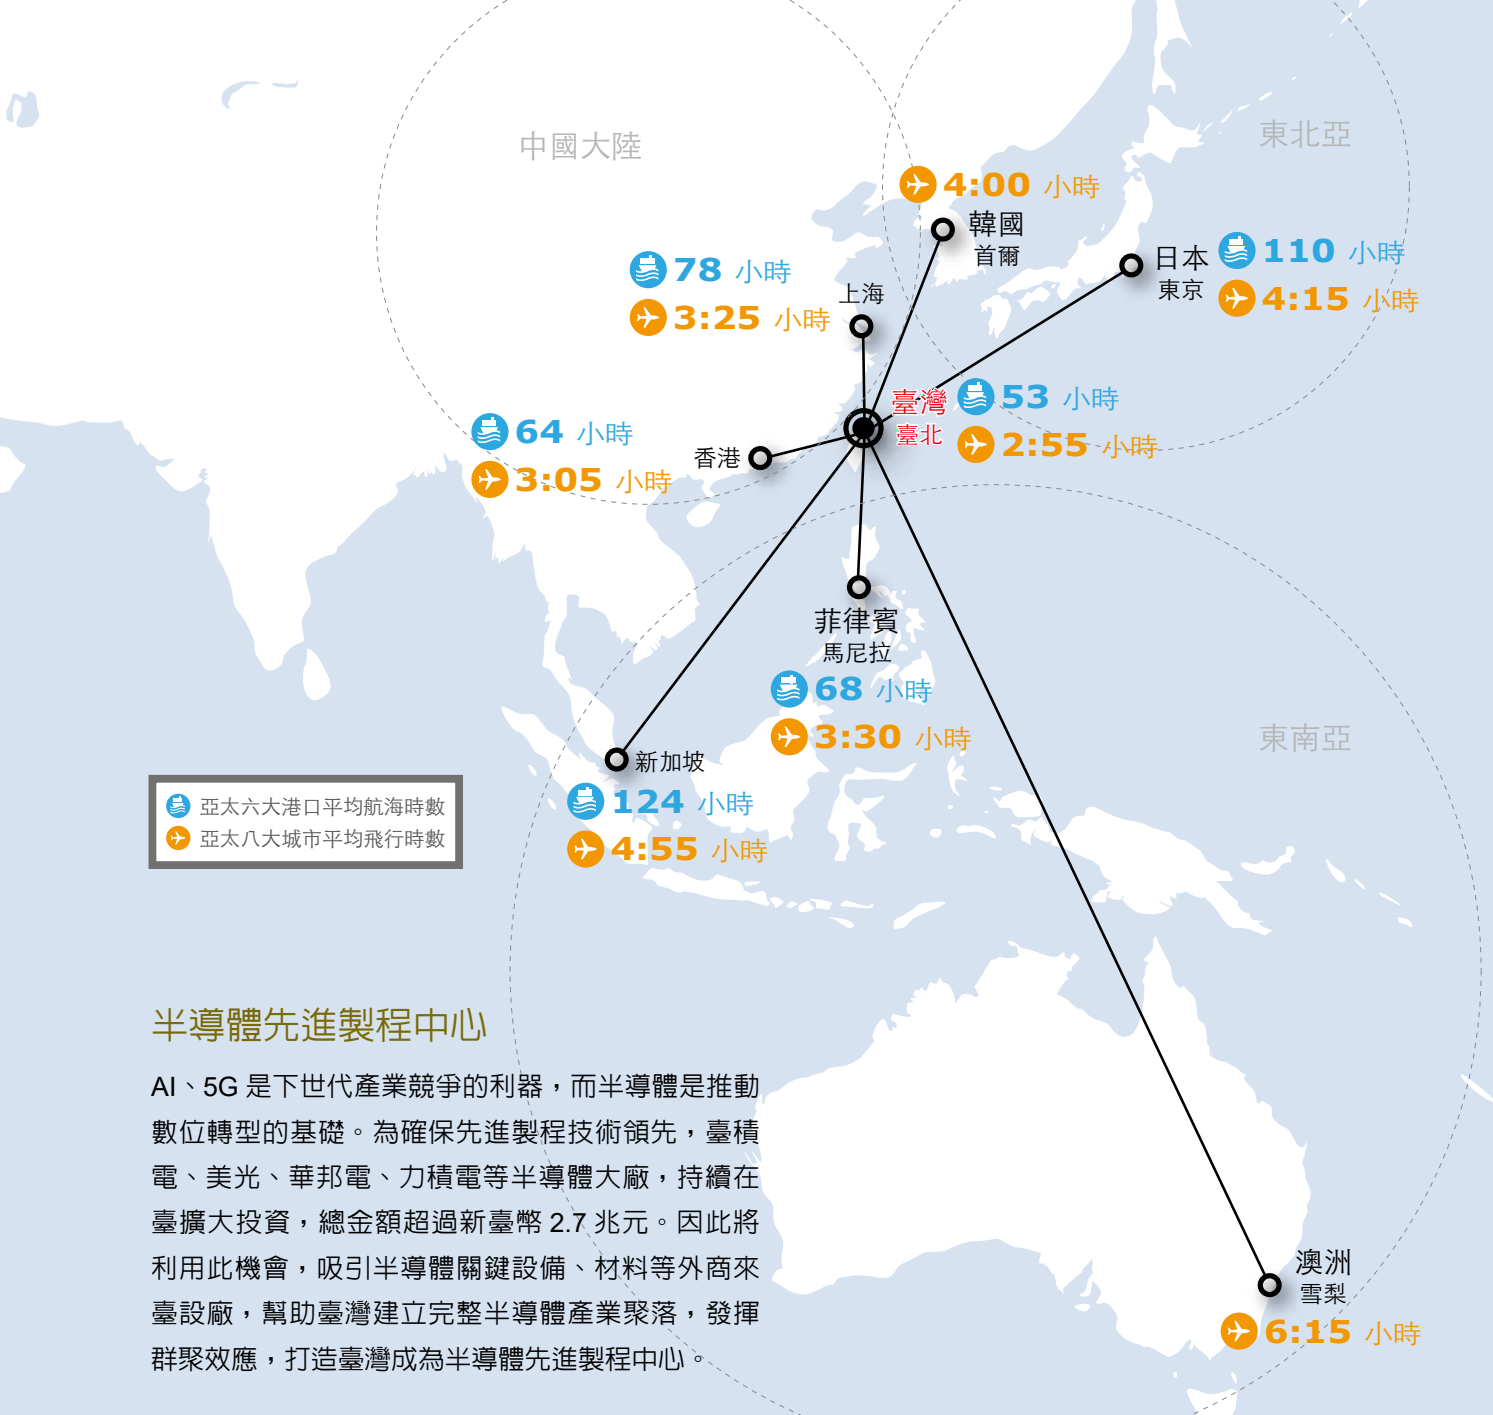 中國大陸
東北亞
4:00 小時
韓國
首爾
日本
東京
110 小時
4:15 小時
78 小時
3:25 小時
上海
臺灣
臺北
53 小時
2:55 小時
64 小時
3:05 小時
香港
菲律賓
馬尼拉
68 小時
3:30 小時
東南亞
新加坡
124 小時
4:55 小時
亞太六大港口平均航海時數
亞太八大城市平均飛行時數
半導體先進製程中心
AI、5G 是下世代產業競爭的利器，而半導體是推動
數位轉型的基礎。為確保先進製程技術領先，臺積
電、美光、華邦電、力積電等半導體大廠，持續在
臺擴大投資，總金額超過新臺幣 2.7 兆元。因此將
利用此機會，吸引半導體關鍵設備、材料等外商來
臺設廠，幫助臺灣建立完整半導體產業聚落，發揮
群聚效應，打造臺灣成為半導體先進製程中心。
澳洲
雪梨
6:15 小時